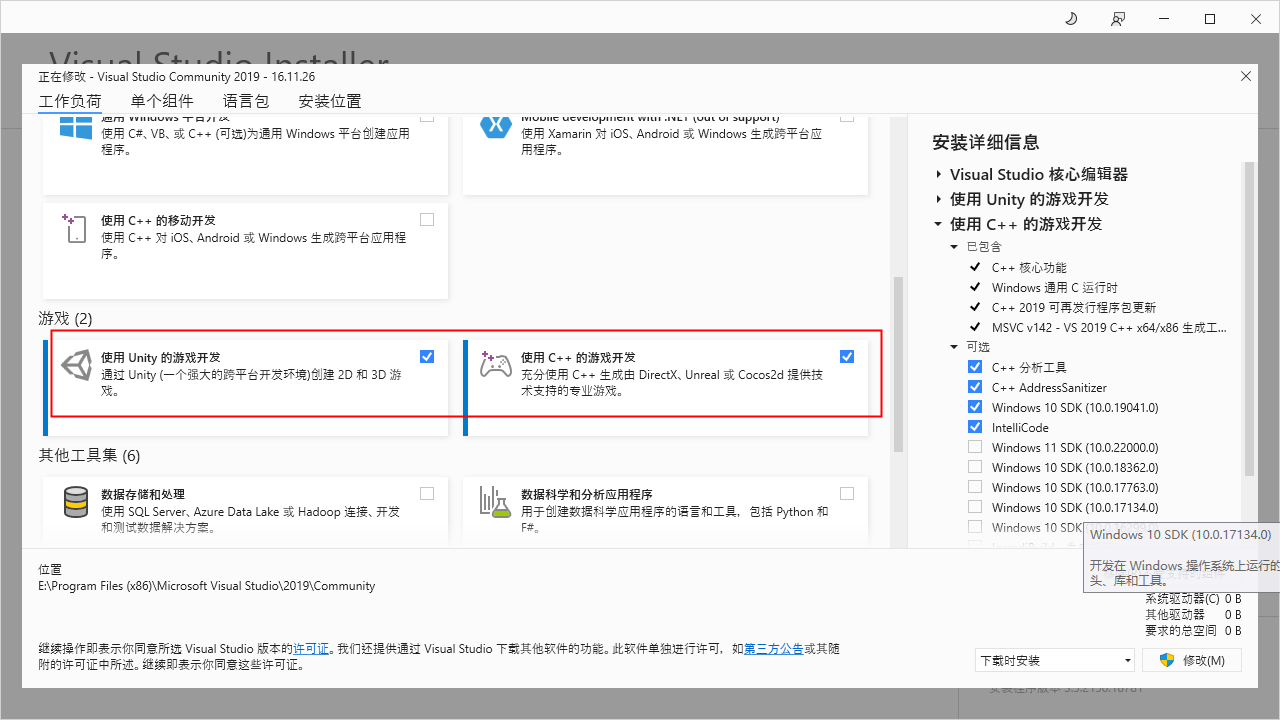 Visual Studio Installer
正在修改 - Visual Studio Community 2019 - 16.11.26
工作负荷
单个组件
语言包
安装位置
通用 Windows 平台开发
使用 C#、VB、或 C++ (可选)为通用 Windows 平台创建应用
程序。
Mobile development with .NET (out of support)
使用 Xamarin 对 iOS、Android 或 Windows 生成跨平台应
用程序。
使用 C++ 的移动开发
使用 C++ 对 iOS、Android 或 Windows 生成跨平台应用程
序。
游戏 (2)
使用 Unity 的游戏开发
通过 Unity (一个强大的跨平台开发环境)创建 2D 和 3D 游
戏。
使用 C++ 的游戏开发
充分使用 C++ 生成由 DirectX、Unreal 或 Cocos2d 提供技
术支持的专业游戏。
其他工具集 (6)
数据存储和处理
使用 SQL Server、Azure Data Lake 或 Hadoop 连接、开发
和测试数据解决方案。
数据科学和分析应用程序
用于创建数据科学应用程序的语言和工具，包括 Python 和
F#。
安装详细信息
Visual Studio 核心编辑器
使用 Unity 的游戏开发
使用 C++ 的游戏开发
已包含
C++ 核心功能
Windows 通用 C 运行时
C++ 2019 可再发行程序包更新
MSVC v142 - VS 2019 C++ x64/x86 生成工...
可选
C++ 分析工具
C++ AddressSanitizer
Windows 10 SDK (10.0.19041.0)
IntelliCode
Windows 11 SDK (10.0.22000.0)
Windows 10 SDK (10.0.18362.0)
Windows 10 SDK (10.0.17763.0)
Windows 10 SDK (10.0.17134.0)
Windows 10 SDK
Windows 10 SDK (10.0.17134.0)
开发在 Windows 操作系统上运行的
头、库和工具。
位置
E:\Program Files (x86)\Microsoft Visual Studio\2019\Community
系统驱动器(C) 0 B
其他驱动器 0 B
要求的总空间 0 B
继续操作即表示你同意所选 Visual Studio 版本的许可证。我们还提供通过 Visual Studio 下载其他软件的功能。此软件单独进行许可，如第三方公告或其随
附的许可证中所述。继续即表示你同意这些许可证。
下载时安装
修改(M)